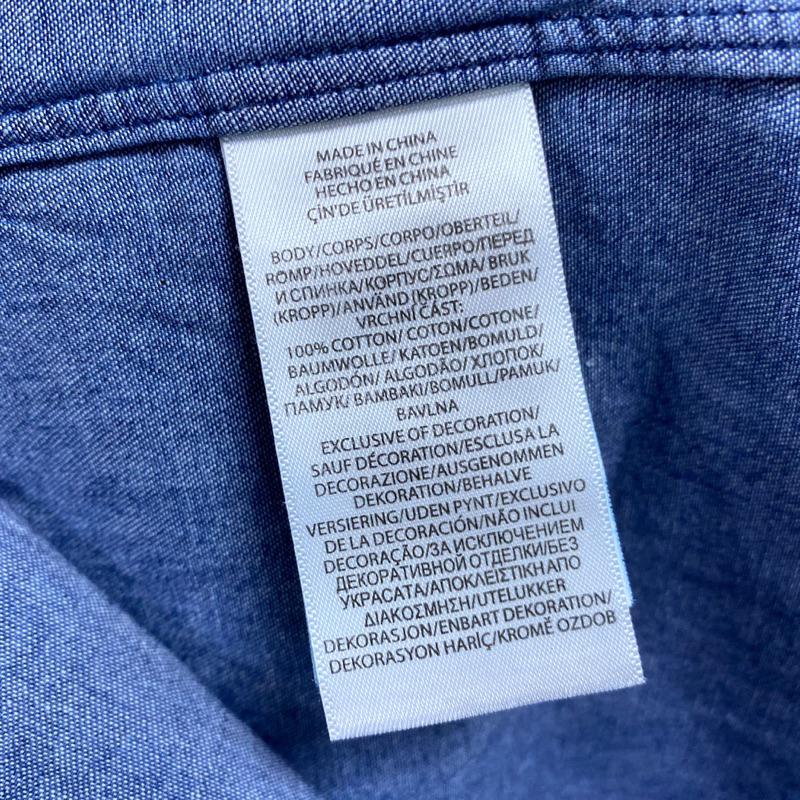 MADE IN CHINA
FABRIQUÉ EN CHINE
HECHO EN CHINA
ÇİN'DE ÜRETİLMİŞTİR
BODY/CORPS/CORPO/OBERTEIL/
ROMP/HOVEDDEL/CUERPO/ПЕРЕД
И СПИНКА/КОРПУС/ΣΩΜΑ/ BRUK
(KROPP)/ANVÄND (KROPP)/BEDEN/
VRCHNÍ ČÁST:
100% COTTON/ COTON/COTONE/
BAUMWOLLE/ KATOEN/BOMULD/
ALGODÓN/ ALGODÃO/ ХЛОПОК/
ПАМУК/ BAMBAKI/BOMULL/PAMUK/
BAVLNA
EXCLUSIVE OF DECORATION/
SAUF DÉCORATION/ESCLUSA LA
DECORAZIONE/AUSGENOMMEN
DEKORATION/BEHALVE
VERSIERING/UDEN PYNT/EXCLUSIVO
DE LA DECORACIÓN/NÃO INCLUI
DECORAÇÃO/ЗА ИСКЛЮЧЕНИЕМ
ДЕКОРАТИВНОЙ ОТДЕЛКИ/БЕЗ
УКРАСАТА/ΑΠΟΚΛΕΙΣΤΙΚΗ ΑΠΟ
ΔΙΑΚΟΣΜΗΣΗ/UTELUKKER
DEKORASJON/ENBART DEKORATION/
DEKORASYON HARİÇ/KROMĚ OZDOB